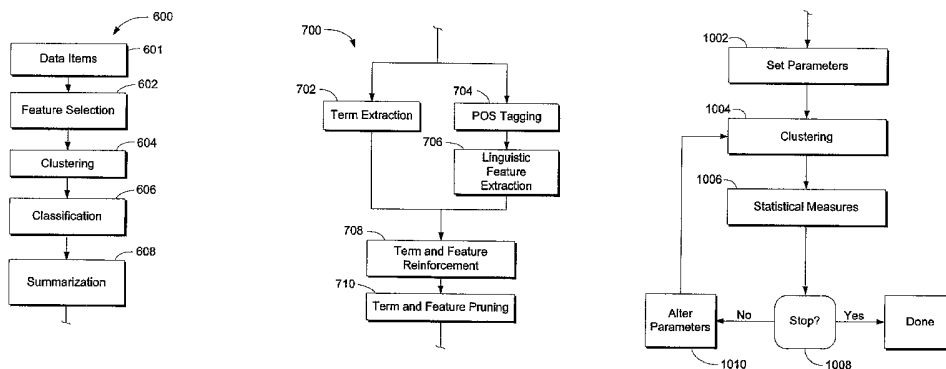 600
Data Items
601
602
Feature Selection
604
Clustering
606
Classification
608
Summarization
700
702
Term Extraction
704
POS Tagging
706
Linguistic
Feature
Extraction
708
Term and Feature
Reinforcement
710
Term and Feature Pruning
1002
Set Parameters
1004
Clustering
1006
Statistical Measures
Alter
Parameters
No
Stop?
Yes
Done
1010
1008